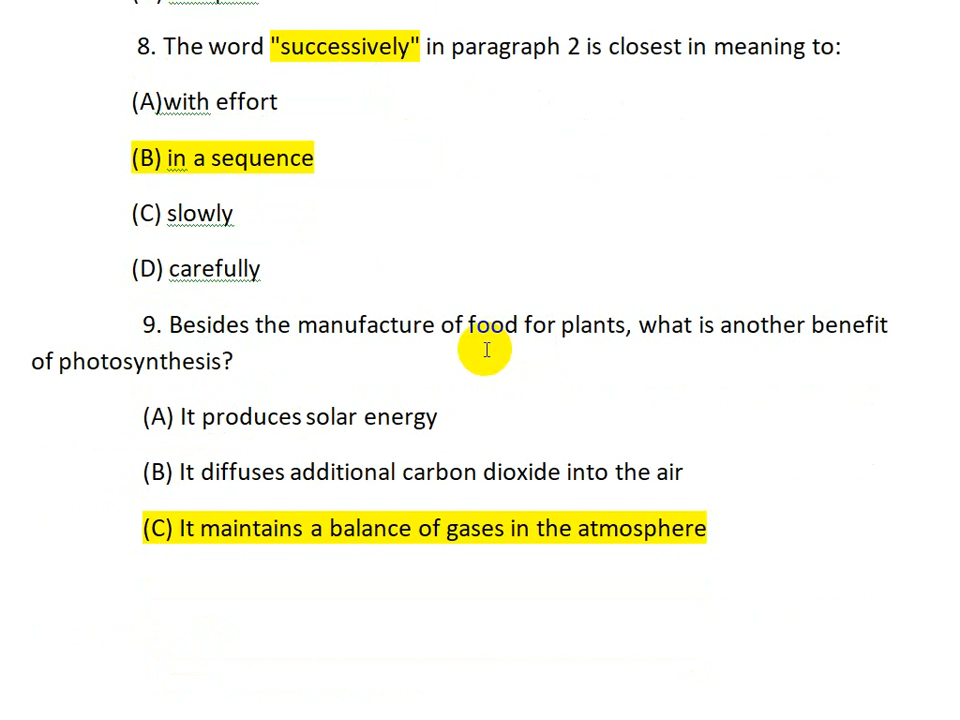 8. The word "successively" in paragraph 2 is closest in meaning to:
(A)with effort
(B) in a sequence
(C) slowly
(D) carefully
9. Besides the manufacture of food for plants, what is another benefit
of photosynthesis?
(A) It produces solar energy
(B) It diffuses additional carbon dioxide into the air
(C) It maintains a balance of gases in the atmosphere